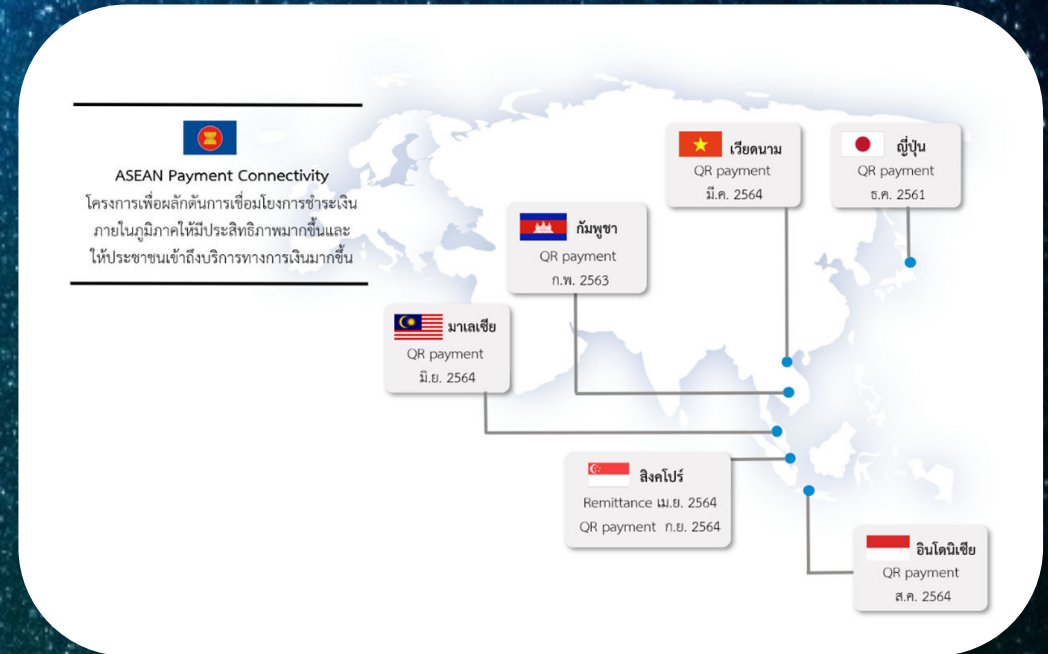 ASEAN Payment Connectivity
โครงการเพื่อผลักดันการเชื่อมโยงการชำระเงิน
ภายในภูมิภาคให้มีประสิทธิภาพมากขึ้นและ
ให้ประชาชนเข้าถึงบริการทางการเงินมากขึ้น
เวียดนาม
QR payment
มี.ค. 2564
ญี่ปุ่น
QR payment
ธ.ค. 2561
กัมพูชา
QR payment
ก.พ. 2563
มาเลเซีย
QR payment
มิ.ย. 2564
สิงคโปร์
Remittance เม.ย. 2564
QR payment ก.ย. 2564
อินโดนิเซีย
QR payment
ส.ค. 2564